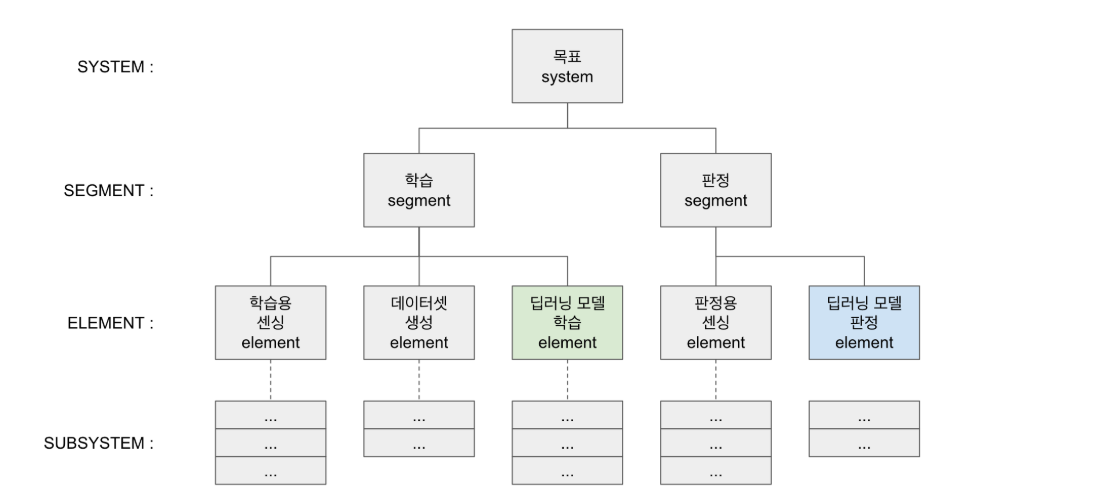 SYSTEM :
목표
system
SEGMENT :
학습
segment
판정
segment
ELEMENT :
학습용
센싱
element
데이터셋
생성
element
딥러닝 모델
학습
element
판정용
센싱
element
딥러닝 모델
판정
element
SUBSYSTEM :
...
...
...
...
...
...
...
...
...
...
...
...
...